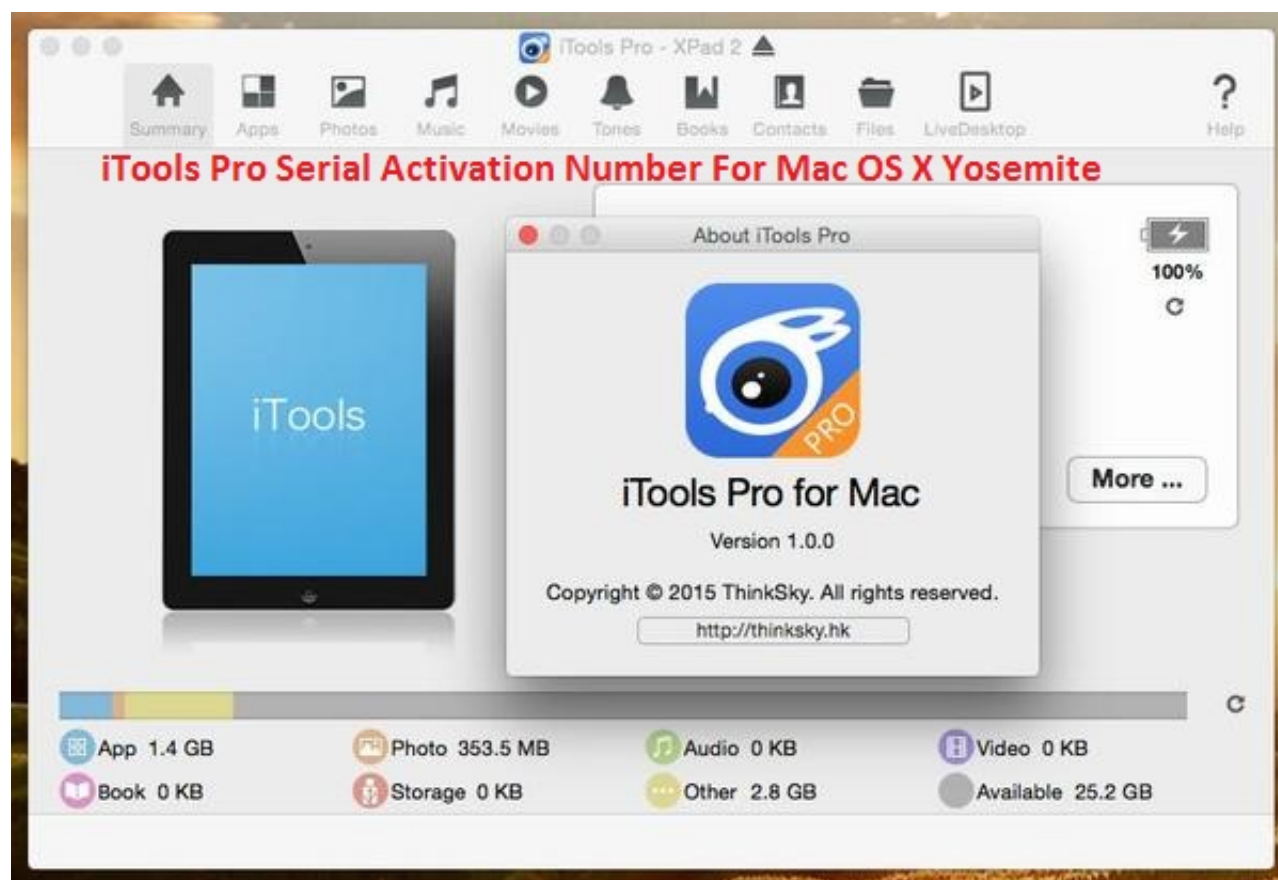 iTools Pro - XPad 2
Summary Apps Photos Music Movies Tones Books Contacts Files LiveDesktop Help
iTools Pro Serial Activation Number For Mac OS X Yosemite
About iTools Pro
100%
iTools
PRO
iTools Pro for Mac
More ...
Version 1.0.0
Copyright © 2015 ThinkSky. All rights reserved.
http://thinksky.hk
App 1.4 GB Photo 353.5 MB Audio 0 KB Video 0 KB
Book 0 KB Storage 0 KB Other 2.8 GB Available 25.2 GB